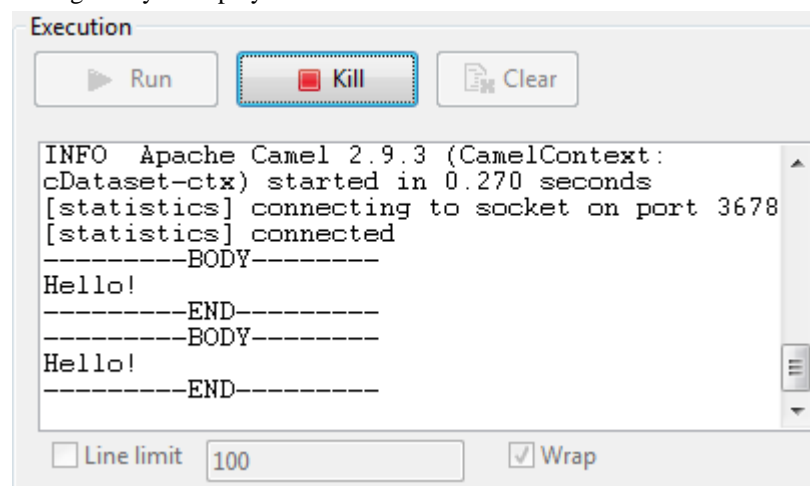 Execution
Run Kill Clear
INFO  Apache Camel 2.9.3 (CamelContext:
cDataset-ctx) started in 0.270 seconds
[statistics] connecting to socket on port 3678
[statistics] connected
---------BODY--------
Hello!
---------END---------
---------BODY--------
Hello!
---------END---------
Line limit 100 Wrap